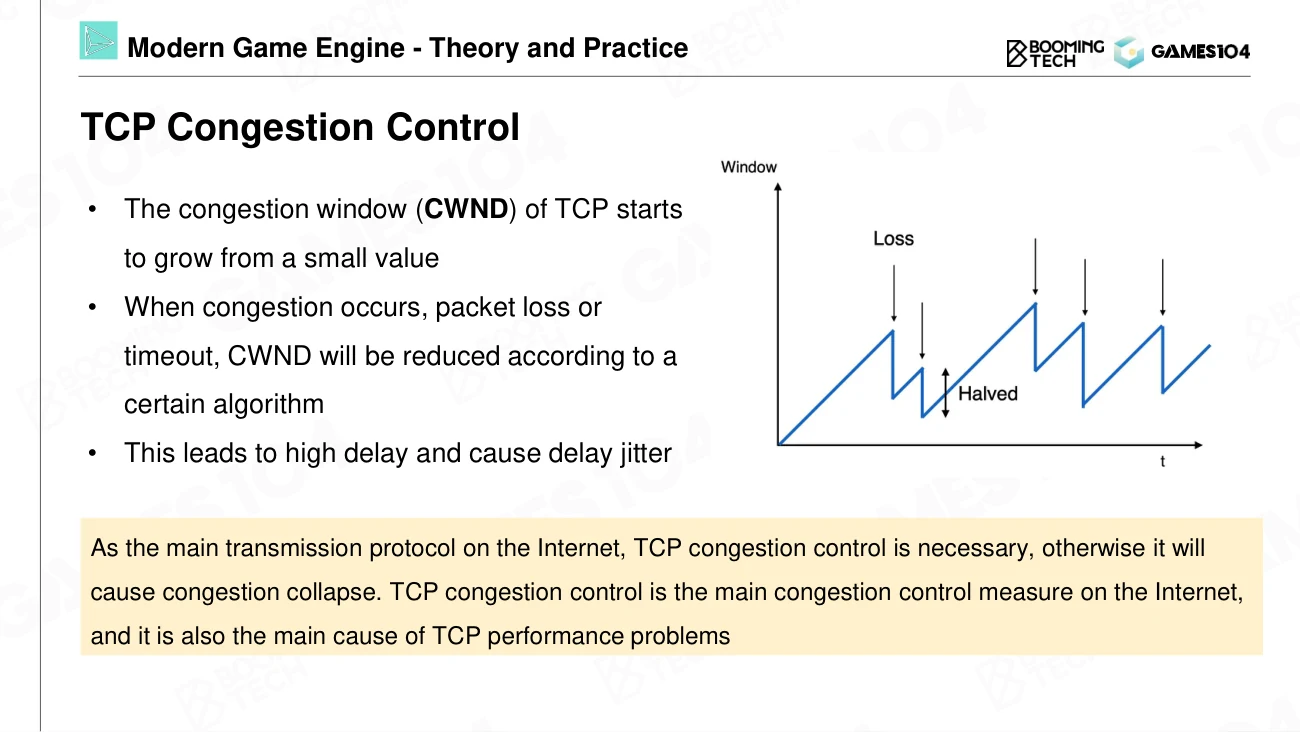 Modern Game Engine - Theory and Practice
BOOMING
TECH
GAMES104
TCP Congestion Control
• The congestion window (CWND) of TCP starts
to grow from a small value
• When congestion occurs, packet loss or
timeout, CWND will be reduced according to a
certain algorithm
• This leads to high delay and cause delay jitter
Window
Loss
Halved
t
As the main transmission protocol on the Internet, TCP congestion control is necessary, otherwise it will
cause congestion collapse. TCP congestion control is the main congestion control measure on the Internet,
and it is also the main cause of TCP performance problems